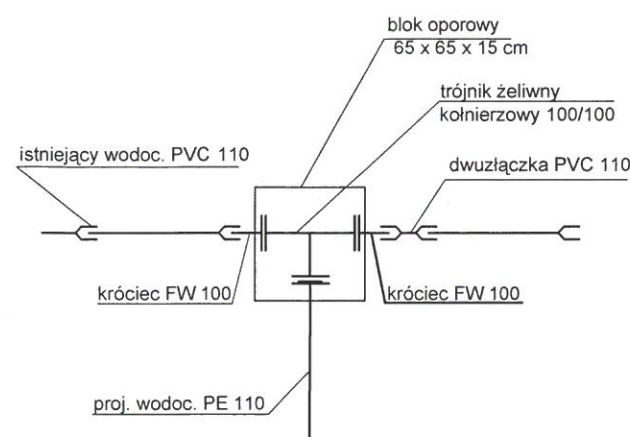 blok oporowy
65 x 65 x 15 cm
trójnik żeliwny
kołnierzowy 100/100
istniejący wodoc. PVC 110
dwuzłączka PVC 110
króciec FW 100
króciec FW 100
proj. wodoc. PE 110